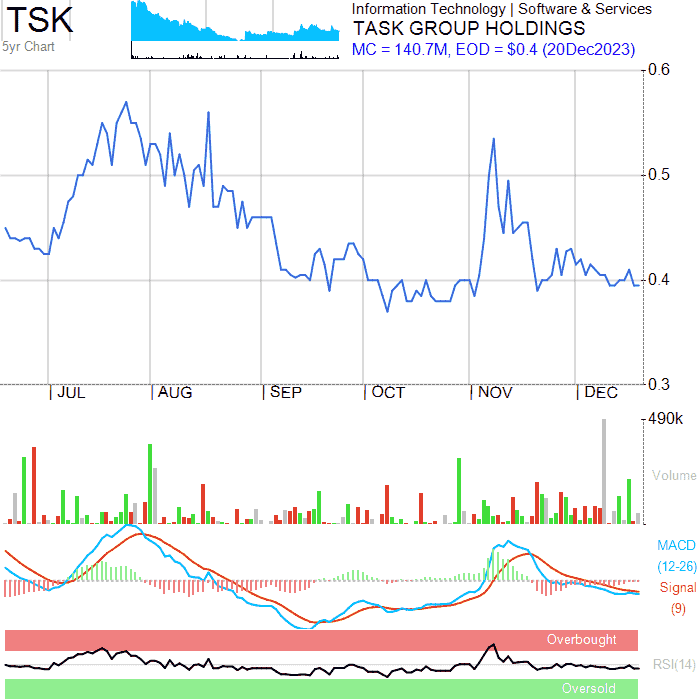 TSK
5yr Chart
Information Technology | Software & Services
TASK GROUP HOLDINGS
MC = 140.7M, EOD = $0.4 (20Dec2023)
0.6
0.5
0.4
0.3
| JUL | AUG | SEP | OCT | NOV | DEC
490k
Volume
MACD
(12-26)
Signal
(9)
Overbought
RSI(14)
Oversold